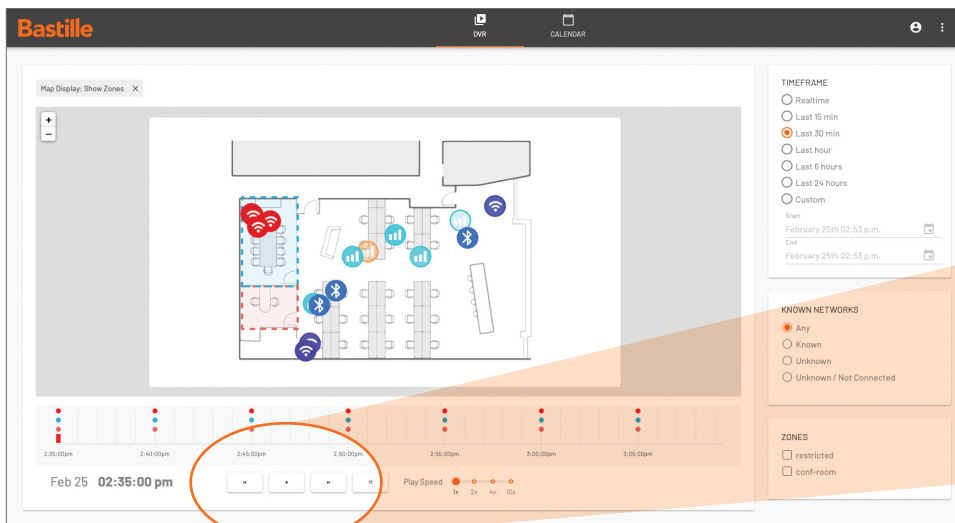 Bastille
DVR
CALENDAR
Map Display: Show Zones X
+
−
TIMEFRAME
Realtime
Last 15 min
Last 30 min
Last hour
Last 6 hours
Last 24 hours
Custom
Start
February 25th 02:53 p.m.
End
February 25th 02:53 p.m.
KNOWN NETWORKS
Any
Known
Unknown
Unknown / Not Connected
ZONES
restricted
conf-room
2:35:00pm 2:40:00pm 2:45:00pm 2:50:00pm 2:55:00pm 3:00:00pm 3:05:00pm
Feb 25 02:35:00 pm
Play Speed
1x 2x 4x 10x